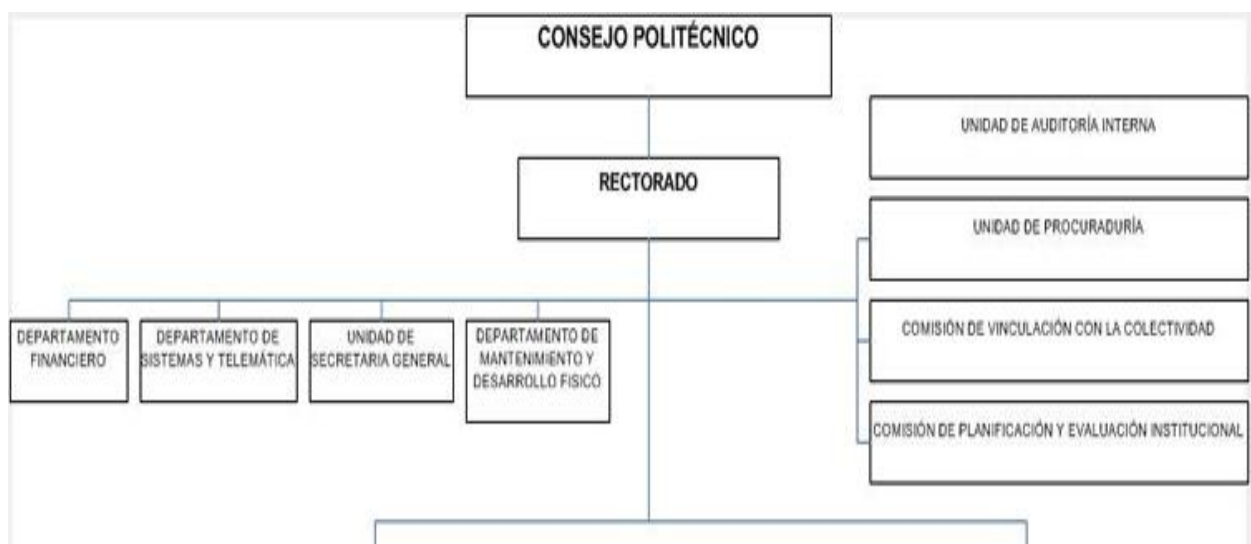 CONSEJO POLITÉCNICO
UNIDAD DE AUDITORÍA INTERNA
RECTORADO
UNIDAD DE PROCURADURÍA
COMISIÓN DE VINCULACIÓN CON LA COLECTIVIDAD
COMISIÓN DE PLANIFICACIÓN Y EVALUACIÓN INSTITUCIONAL
DEPARTAMENTO
FINANCIERO
DEPARTAMENTO DE
SISTEMAS Y TELEMÁTICA
UNIDAD DE
SECRETARIA GENERAL
DEPARTAMENTO DE
MANTENIMIENTO Y
DESARROLLO FISICO